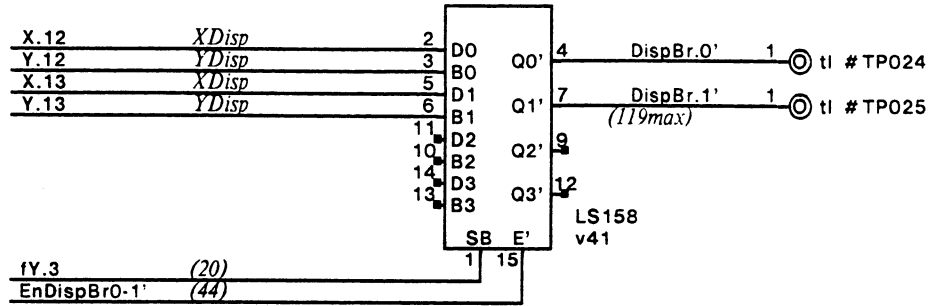 X.12 XDisp 2 D0 Q0' 4 DispBr.0' 1 tl #TP024
Y.12 YDisp 3 B0
X.13 XDisp 5 D1 Q1' 7 DispBr.1' 1 tl #TP025
Y.13 YDisp 6 B1 (119max)
11 D2
10 B2 Q2' 9
14 D3
13 B3 Q3' 12
LS158
SB E' v41
1 15
fY.3 (20)
EnDispBr0-1' (44)